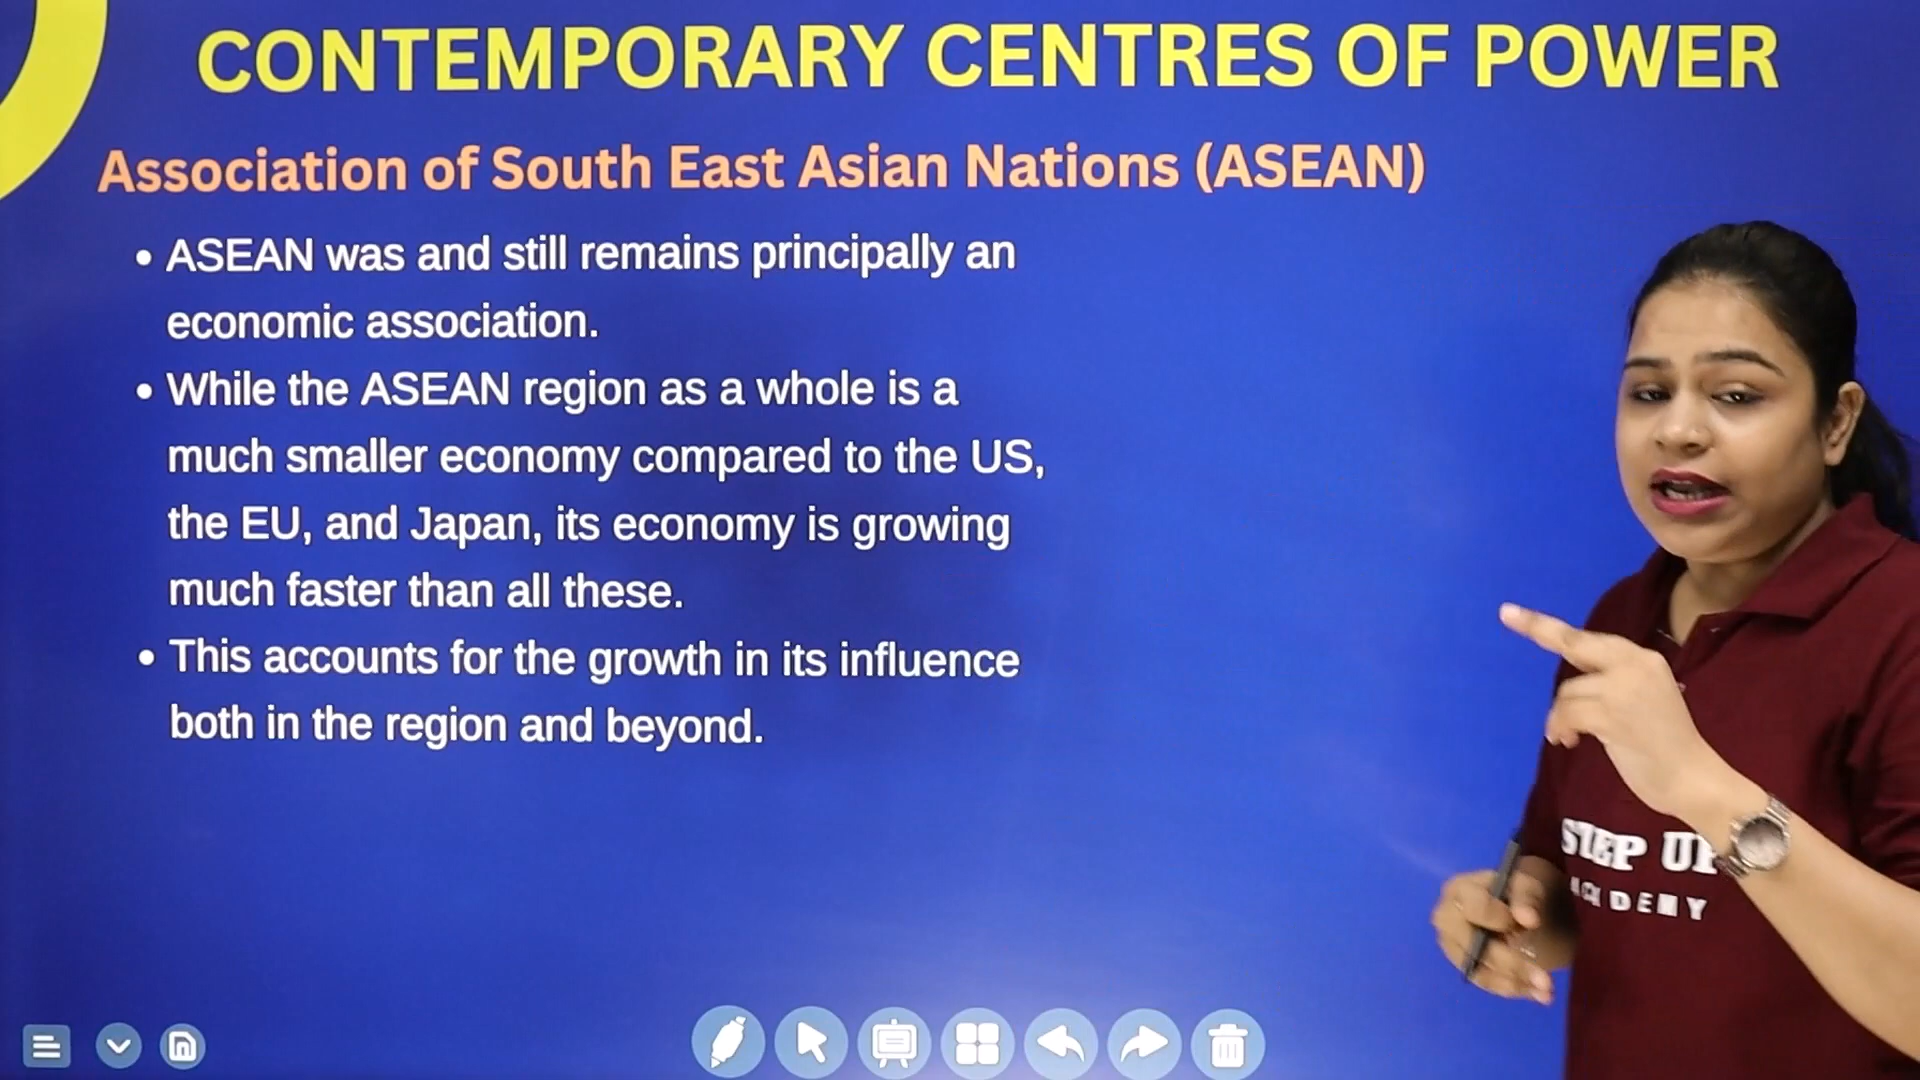 CONTEMPORARY CENTRES OF POWER
Association of South East Asian Nations (ASEAN)
• ASEAN was and still remains principally an
economic association.
• While the ASEAN region as a whole is a
much smaller economy compared to the US,
the EU, and Japan, its economy is growing
much faster than all these.
• This accounts for the growth in its influence
both in the region and beyond.
STEP UP
ACADEMY